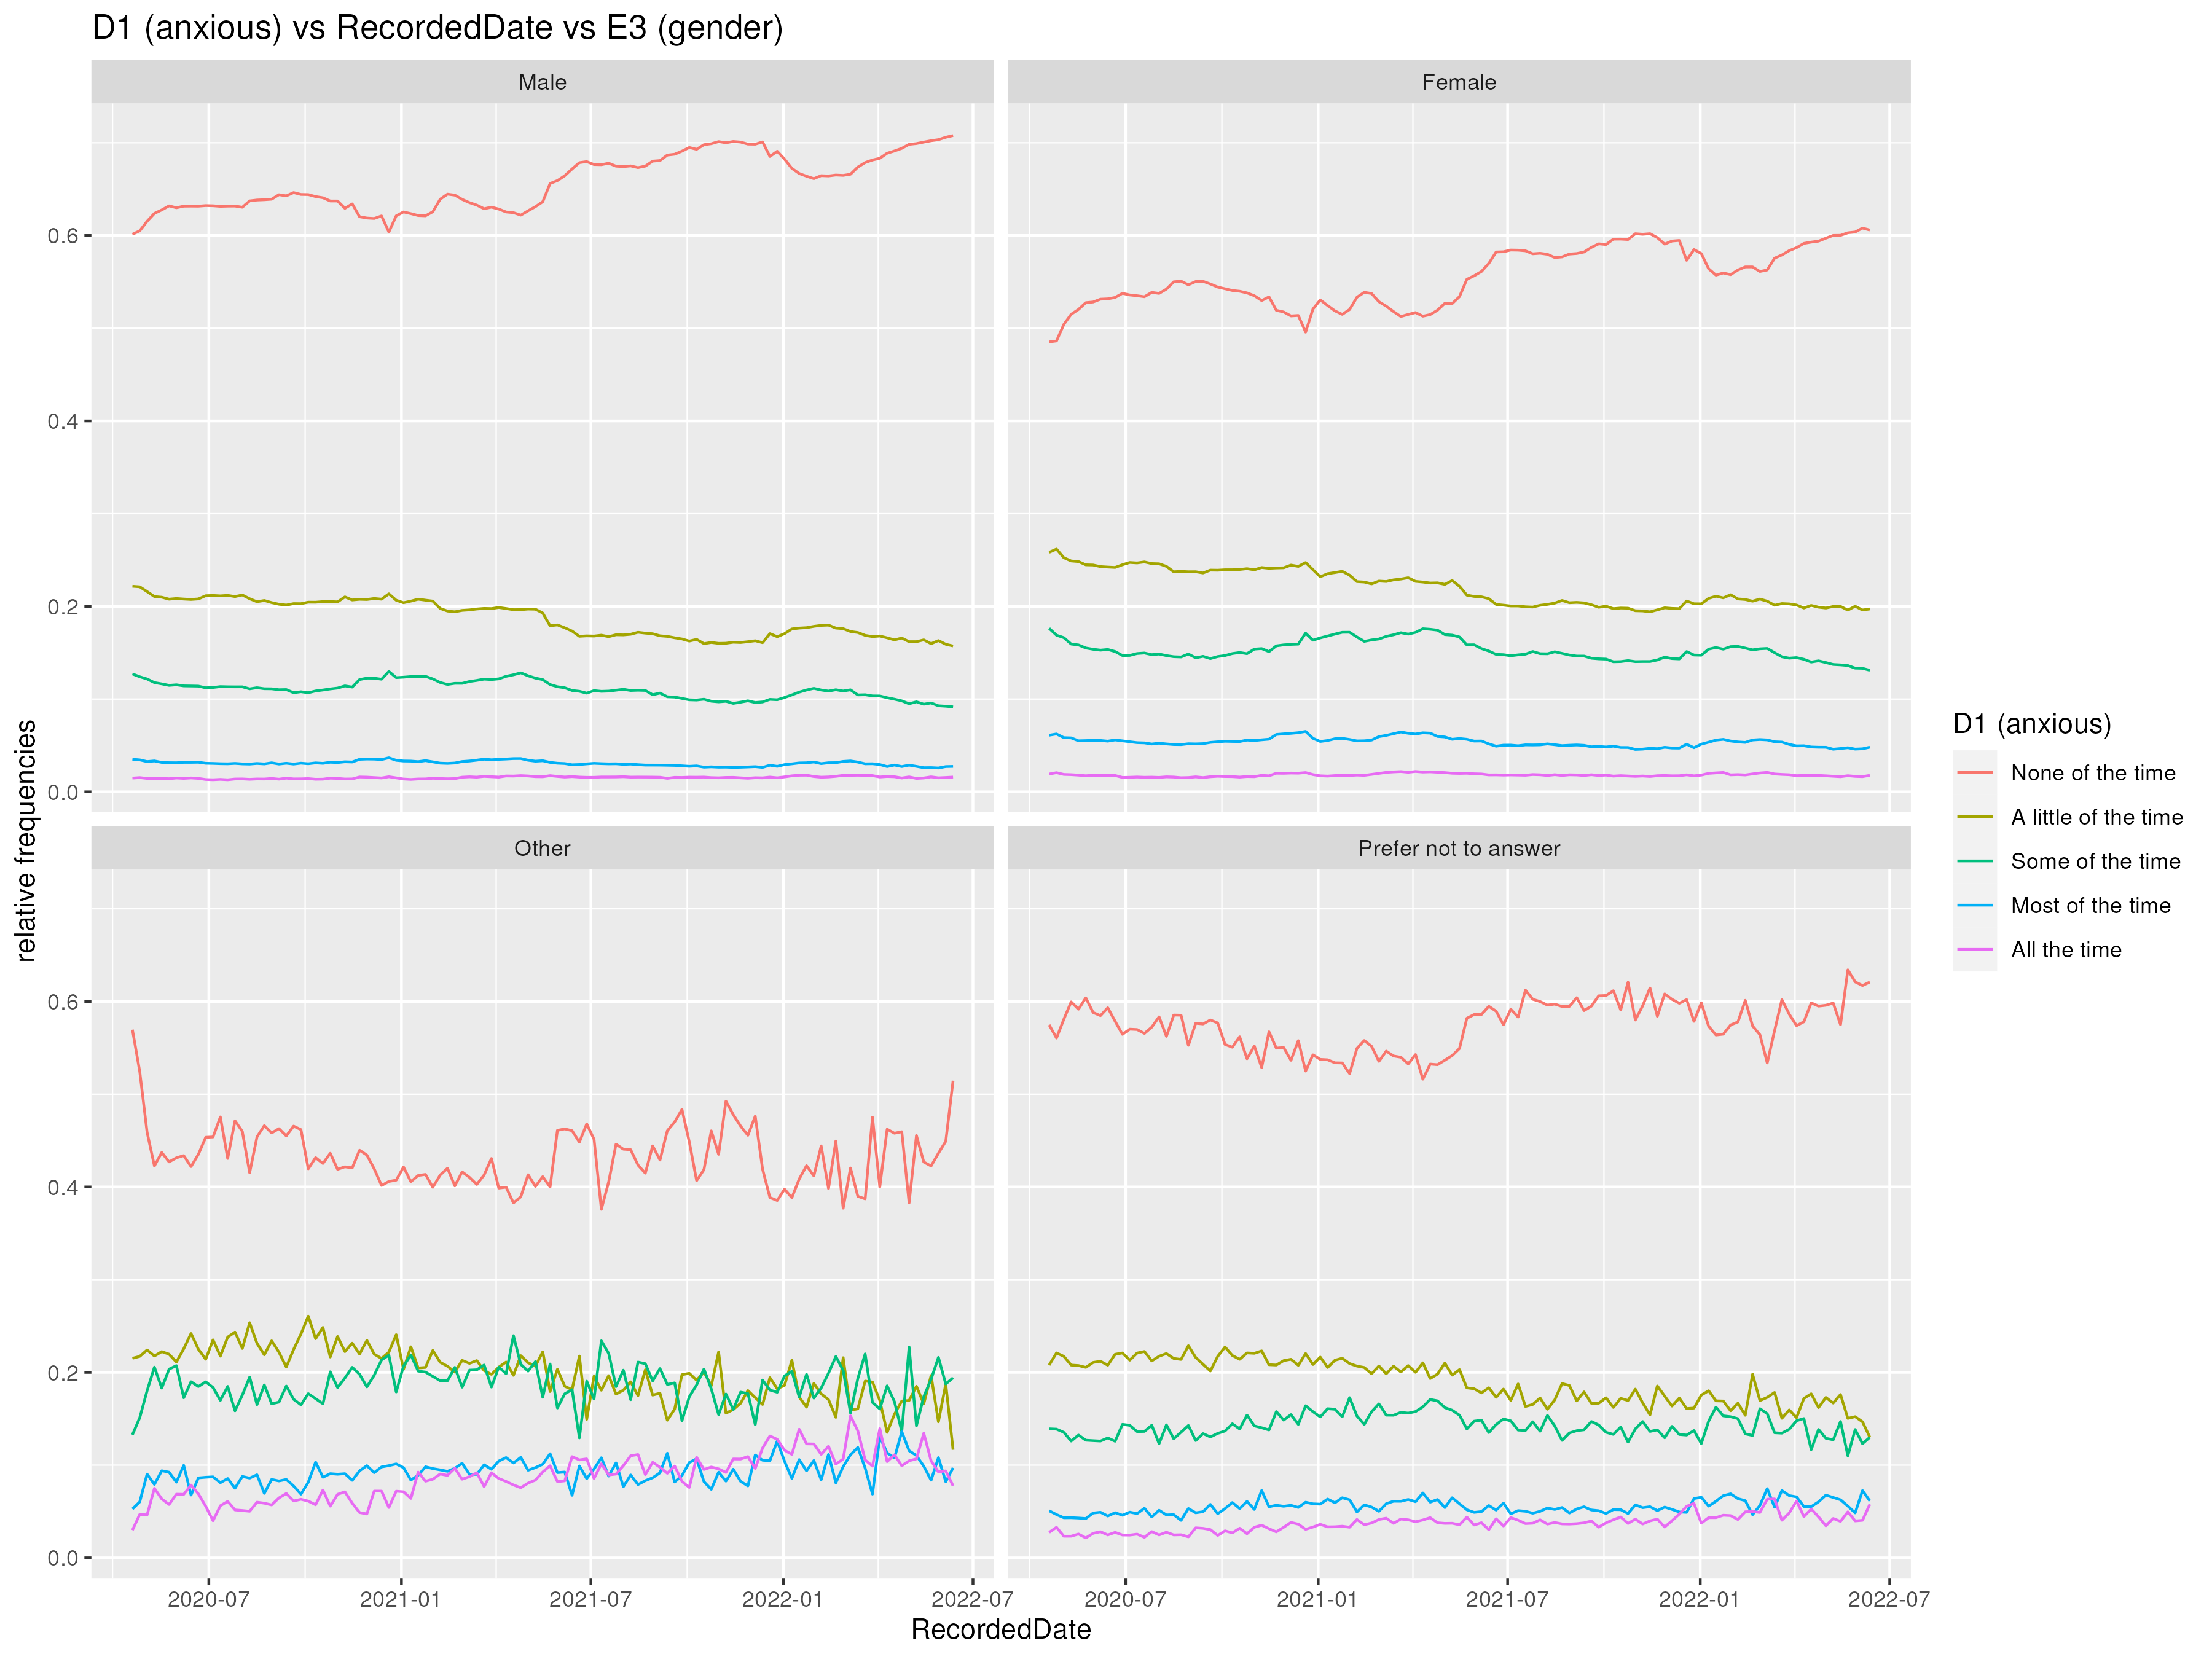 D1 (anxious) vs RecordedDate vs E3 (gender)
Male
Female
0.6
0.4
0.2
0.0
Other
Prefer not to answer
0.6
0.4
0.2
0.0
relative frequencies
2020-07
2021-01
2021-07
2022-01
2022-07
2020-07
2021-01
2021-07
2022-01
2022-07
RecordedDate
D1 (anxious)
None of the time
A little of the time
Some of the time
Most of the time
All the time